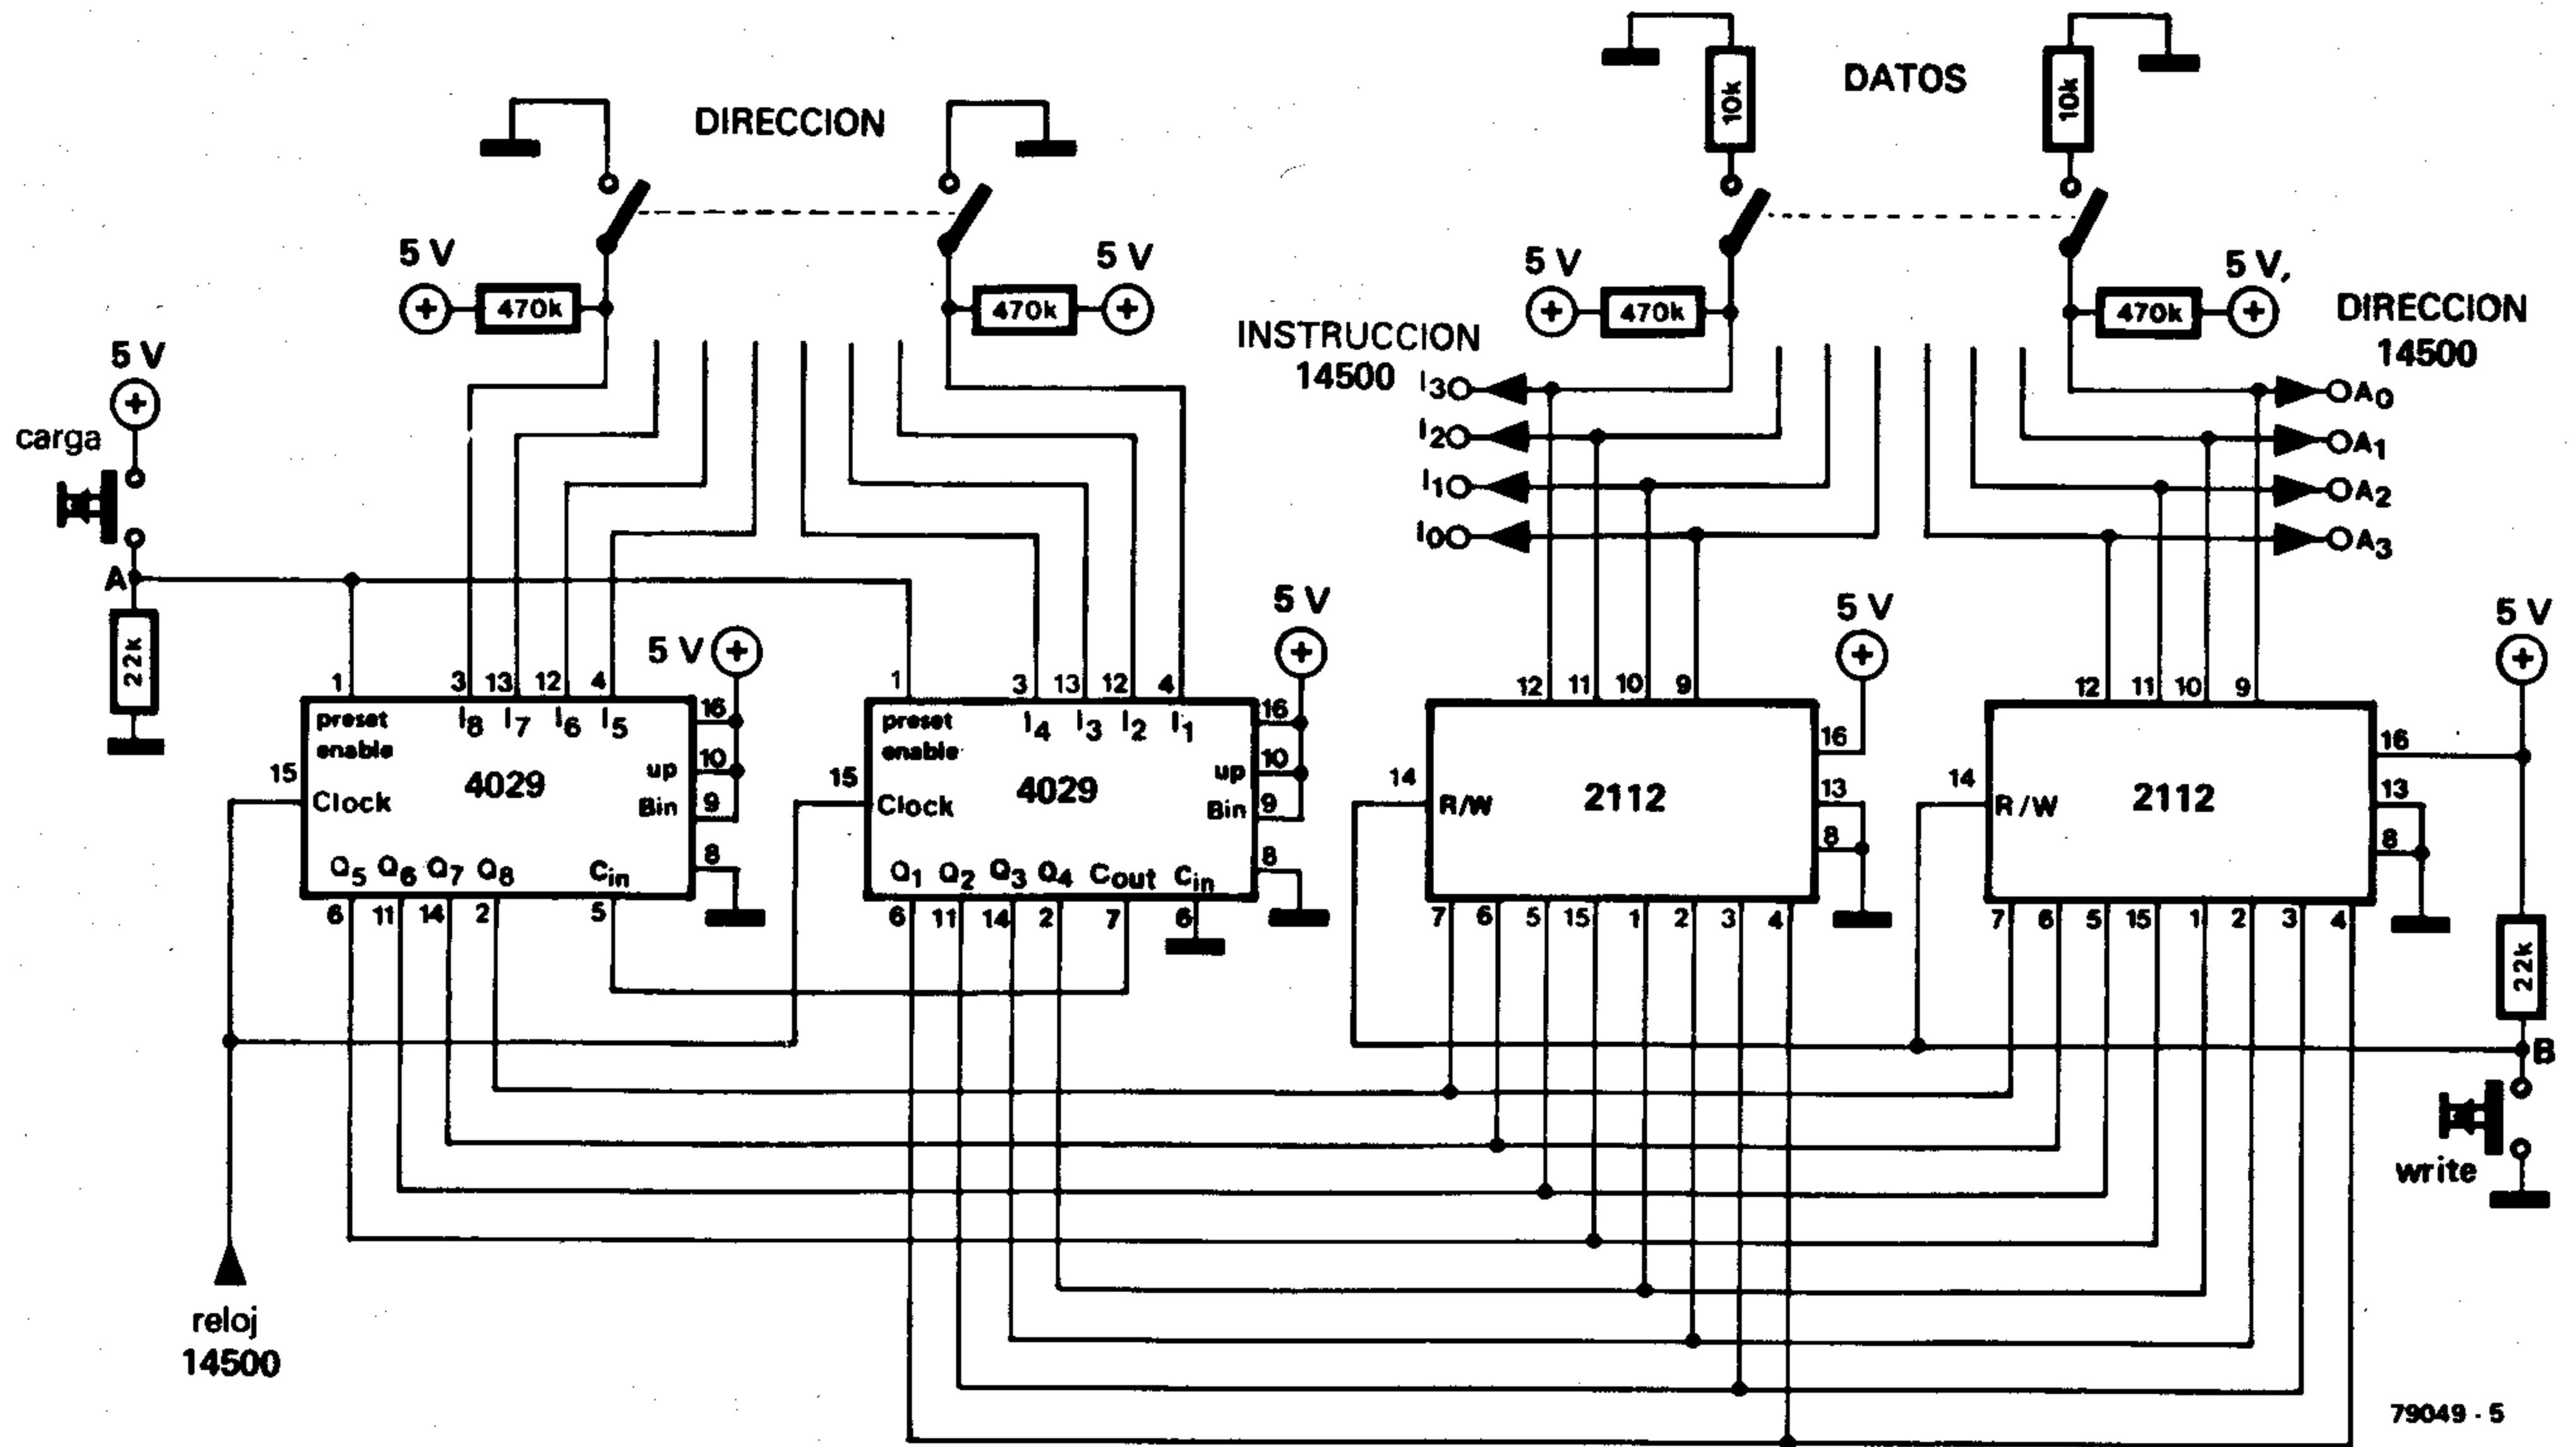 DIRECCION
DATOS
10k
10k
5 V
470k
470k
5 V
5 V
470k
470k
5 V,
INSTRUCCION
14500
DIRECCION
14500
I3
I2
I1
I0
A0
A1
A2
A3
5 V
carga
A
22k
5 V
5 V
5 V
5 V
1
3
13
12
4
preset
enable
I8
I7
I6
I5
15
Clock
4029
up
Bin
16
10
9
8
Q5
Q6
Q7
Q8
Cin
6
11
14
2
5
1
3
13
12
4
preset
enable
I4
I3
I2
I1
15
Clock
4029
up
Bin
16
10
9
8
Q1
Q2
Q3
Q4
Cout
Cin
6
11
14
2
7
6
12
11
10
9
14
R/W
2112
16
13
8
7
6
5
15
1
2
3
4
12
11
10
9
14
R/W
2112
16
13
8
7
6
5
15
1
2
3
4
22k
B
write
reloj
14500
79049 - 5